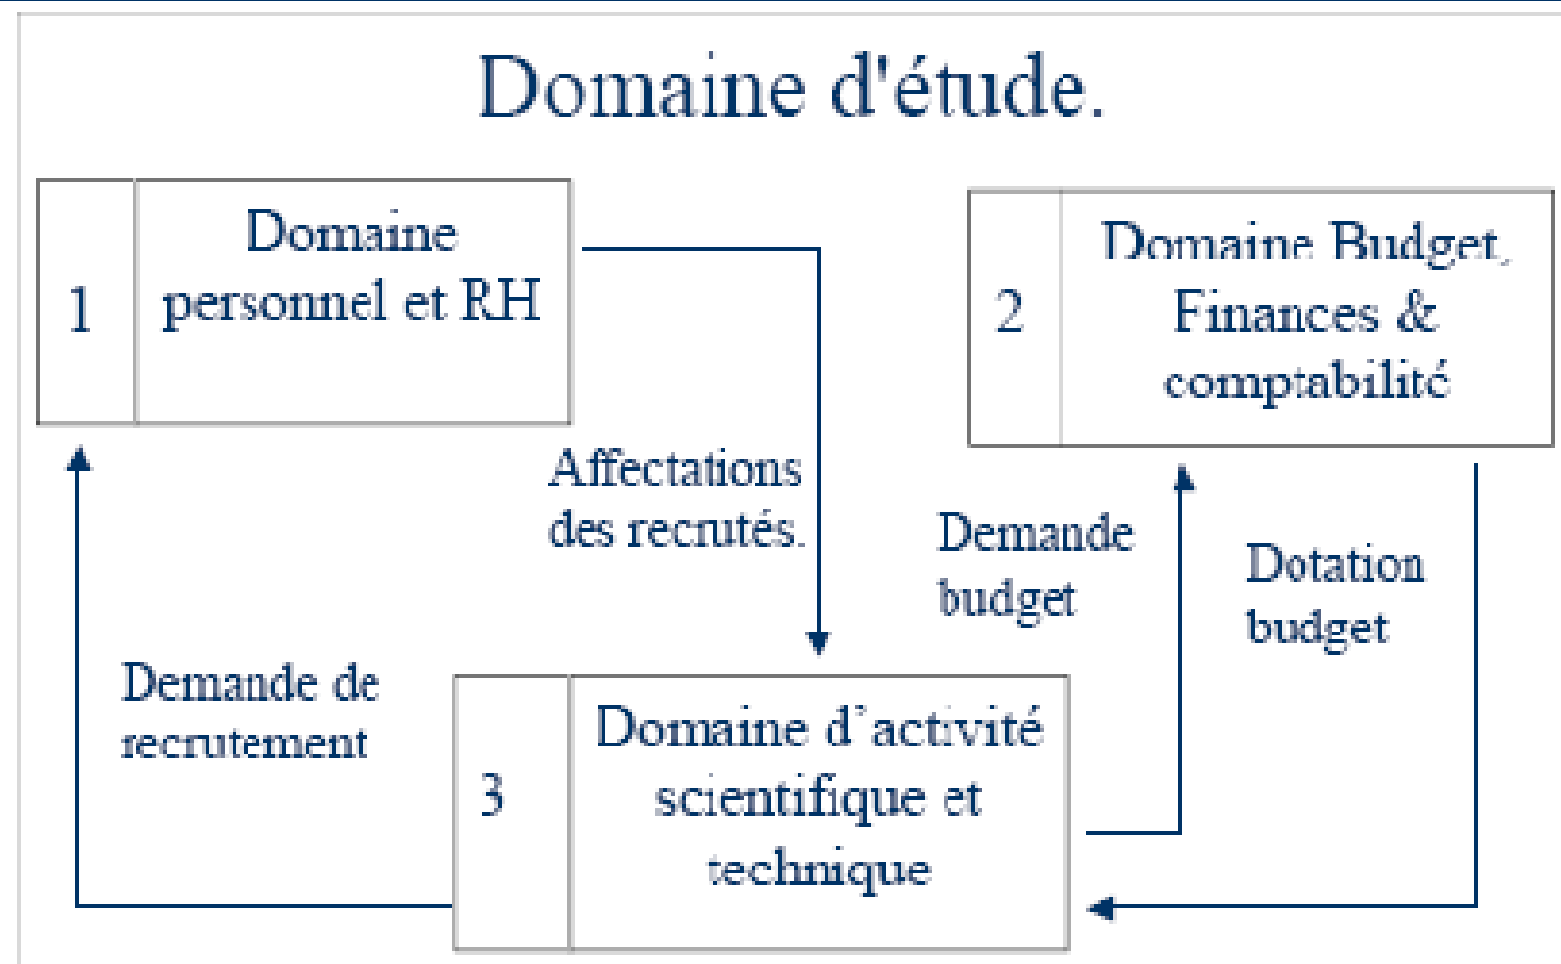 Domaine d'étude.
1
Domaine
personnel et RH
2
Domaine Budget,
Finances &
comptabilité
Affectations
des recrutés.
Demande
budget
Dotation
budget
Demande de
recrutement
3
Domaine d’activité
scientifique et
technique